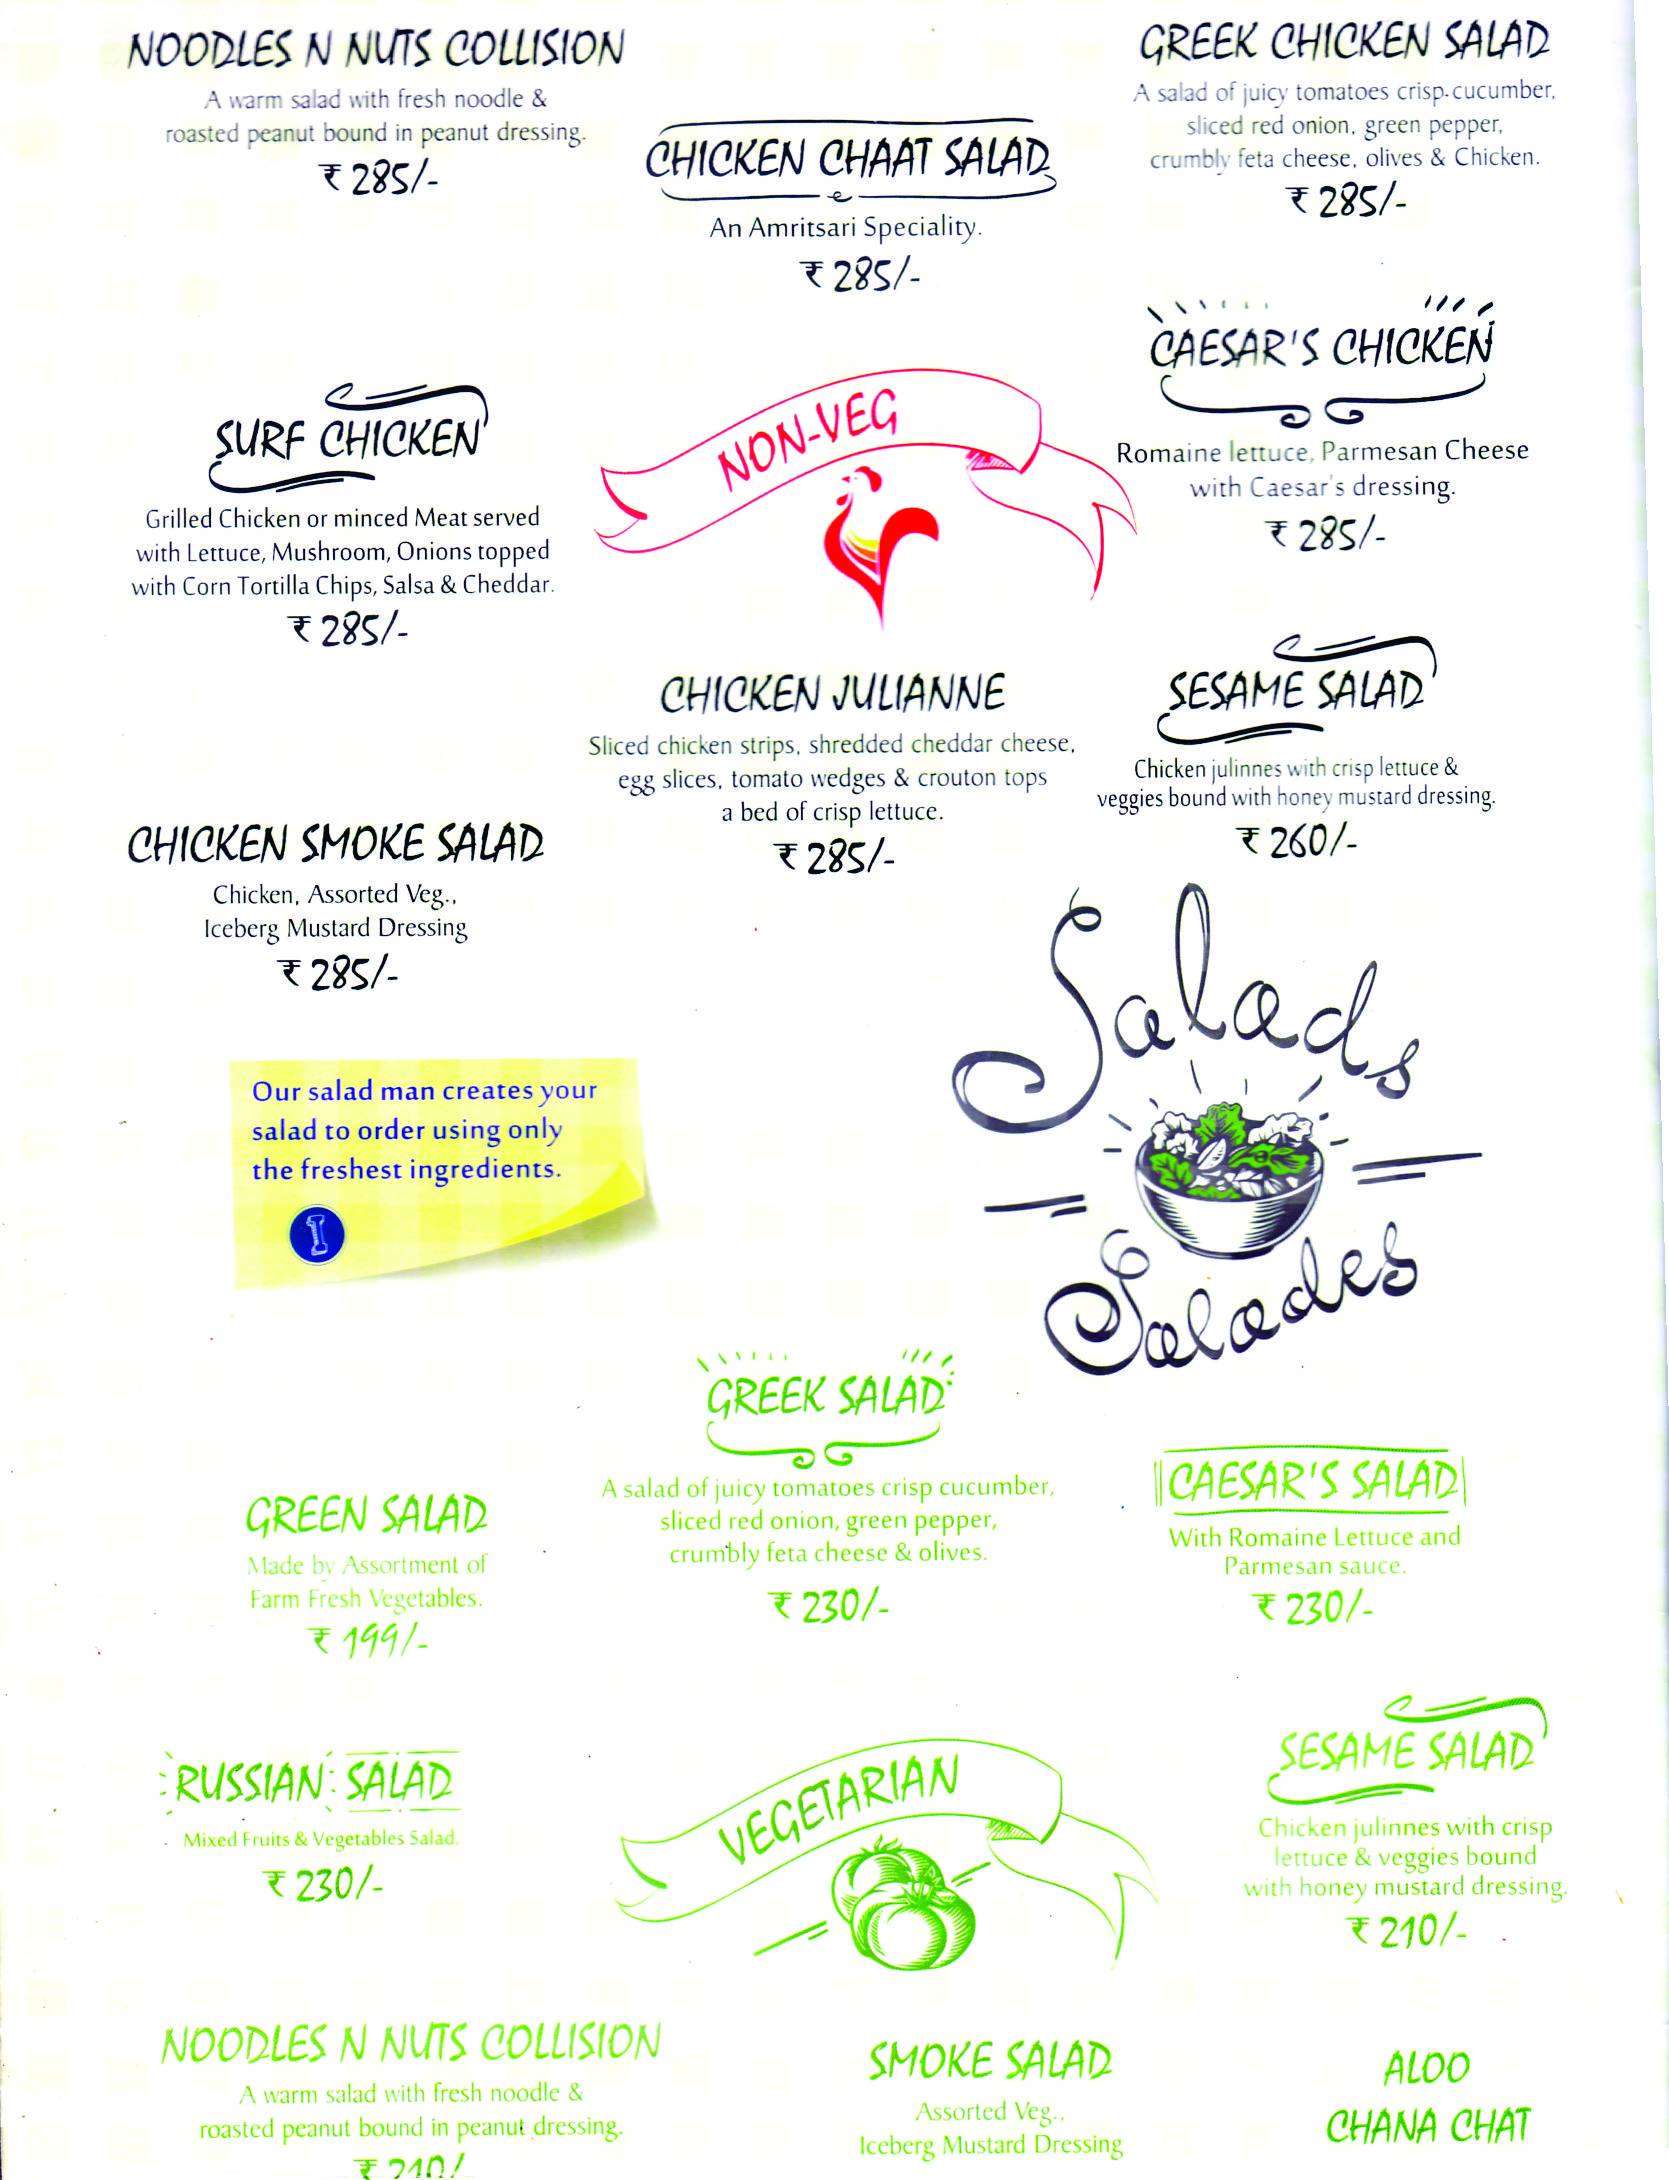 NOODLES N NUTS COLLISION
A warm salad with fresh noodle &
roasted peanut bound in peanut dressing.
₹ 285/-
CHICKEN CHAAT SALAD
An Amritsari Speciality.
₹ 285/-
GREEK CHICKEN SALAD
A salad of juicy tomatoes crisp cucumber,
sliced red onion, green pepper,
crumbly feta cheese, olives & Chicken.
₹ 285/-
CAESAR'S CHICKEN
Romaine lettuce, Parmesan Cheese
with Caesar's dressing.
₹ 285/-
SURF CHICKEN
Grilled Chicken or minced Meat served
with Lettuce, Mushroom, Onions topped
with Corn Tortilla Chips, Salsa & Cheddar.
₹ 285/-
NON-VEG
CHICKEN JULIANNE
Sliced chicken strips, shredded cheddar cheese,
egg slices, tomato wedges & crouton tops
a bed of crisp lettuce.
₹ 285/-
SESAME SALAD
Chicken julinnes with crisp lettuce &
veggies bound with honey mustard dressing.
₹ 260/-
CHICKEN SMOKE SALAD
Chicken, Assorted Veg.,
Iceberg Mustard Dressing
₹ 285/-
Salads
Salades
Our salad man creates your
salad to order using only
the freshest ingredients.
I
GREEK SALAD
A salad of juicy tomatoes crisp cucumber,
sliced red onion, green pepper,
crumbly feta cheese & olives.
₹ 230/-
GREEN SALAD
Made by Assortment of
Farm Fresh Vegetables.
₹ 199/-
CAESAR'S SALAD
With Romaine Lettuce and
Parmesan sauce.
₹ 230/-
RUSSIAN SALAD
Mixed Fruits & Vegetables Salad.
₹ 230/-
VEGETARIAN
SESAME SALAD
Chicken julinnes with crisp
lettuce & veggies bound
with honey mustard dressing.
₹ 210/-
NOODLES N NUTS COLLISION
A warm salad with fresh noodle &
roasted peanut bound in peanut dressing.
₹ 210/
SMOKE SALAD
Assorted Veg.,
Iceberg Mustard Dressing
ALOO
CHANA CHAT